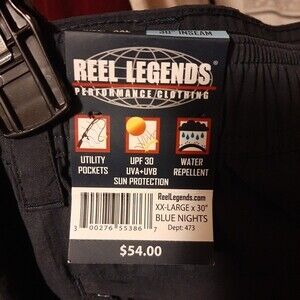 30" INSEAM
REEL LEGENDS®
PERFORMANCE/CLOTHING
UTILITY
POCKETS
UPF 30
UVA+UVB
SUN PROTECTION
WATER
REPELLENT
ReelLegends.com
XX-LARGE x 30"
BLUE NIGHTS
Dept: 473
3 00276 55386 7
$54.00